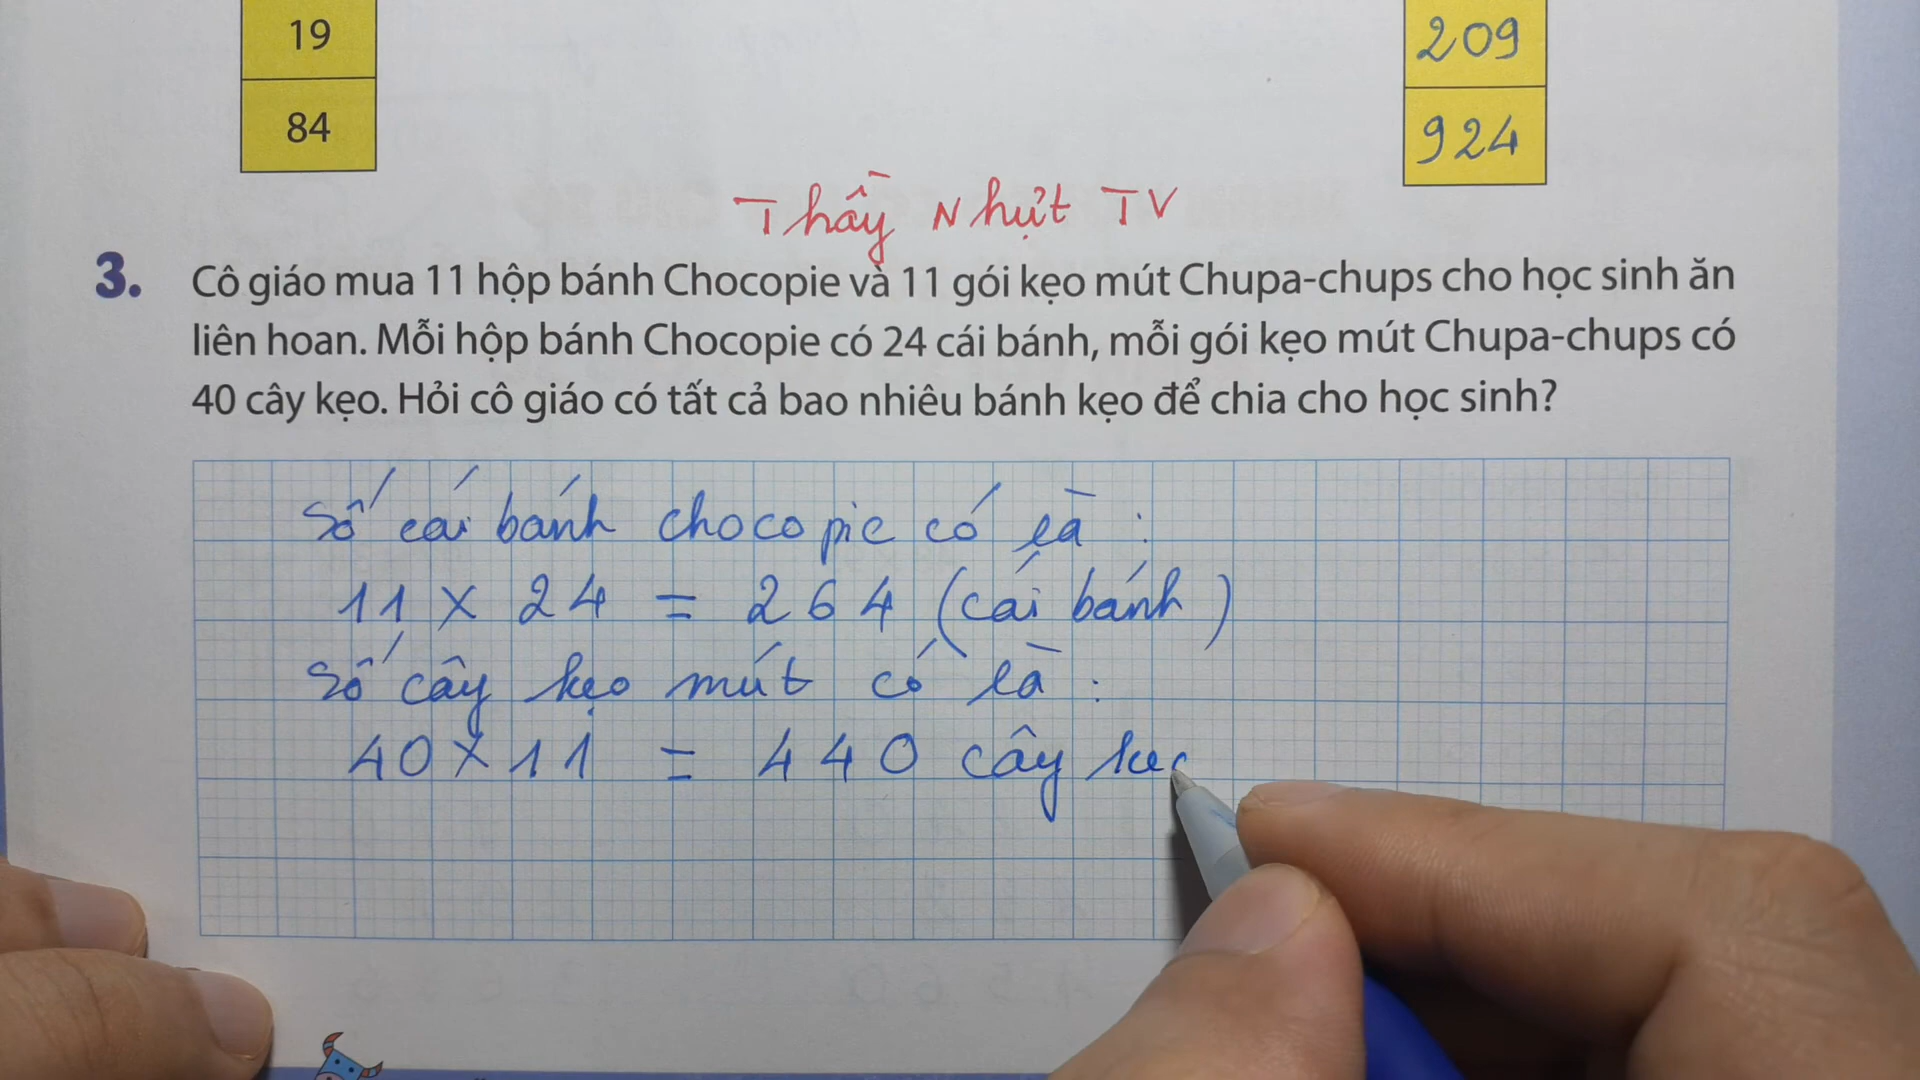 19
209
84
924
Thầy Nhựt TV
3. Cô giáo mua 11 hộp bánh Chocopie và 11 gói kẹo mút Chupa-chups cho học sinh ăn
liên hoan. Mỗi hộp bánh Chocopie có 24 cái bánh, mỗi gói kẹo mút Chupa-chups có
40 cây kẹo. Hỏi cô giáo có tất cả bao nhiêu bánh kẹo để chia cho học sinh?
Số cái bánh chocopie có là :
11 x 24 = 264 (cái bánh)
Số cây kẹo mút có là :
40 x 11 = 440 cây keo